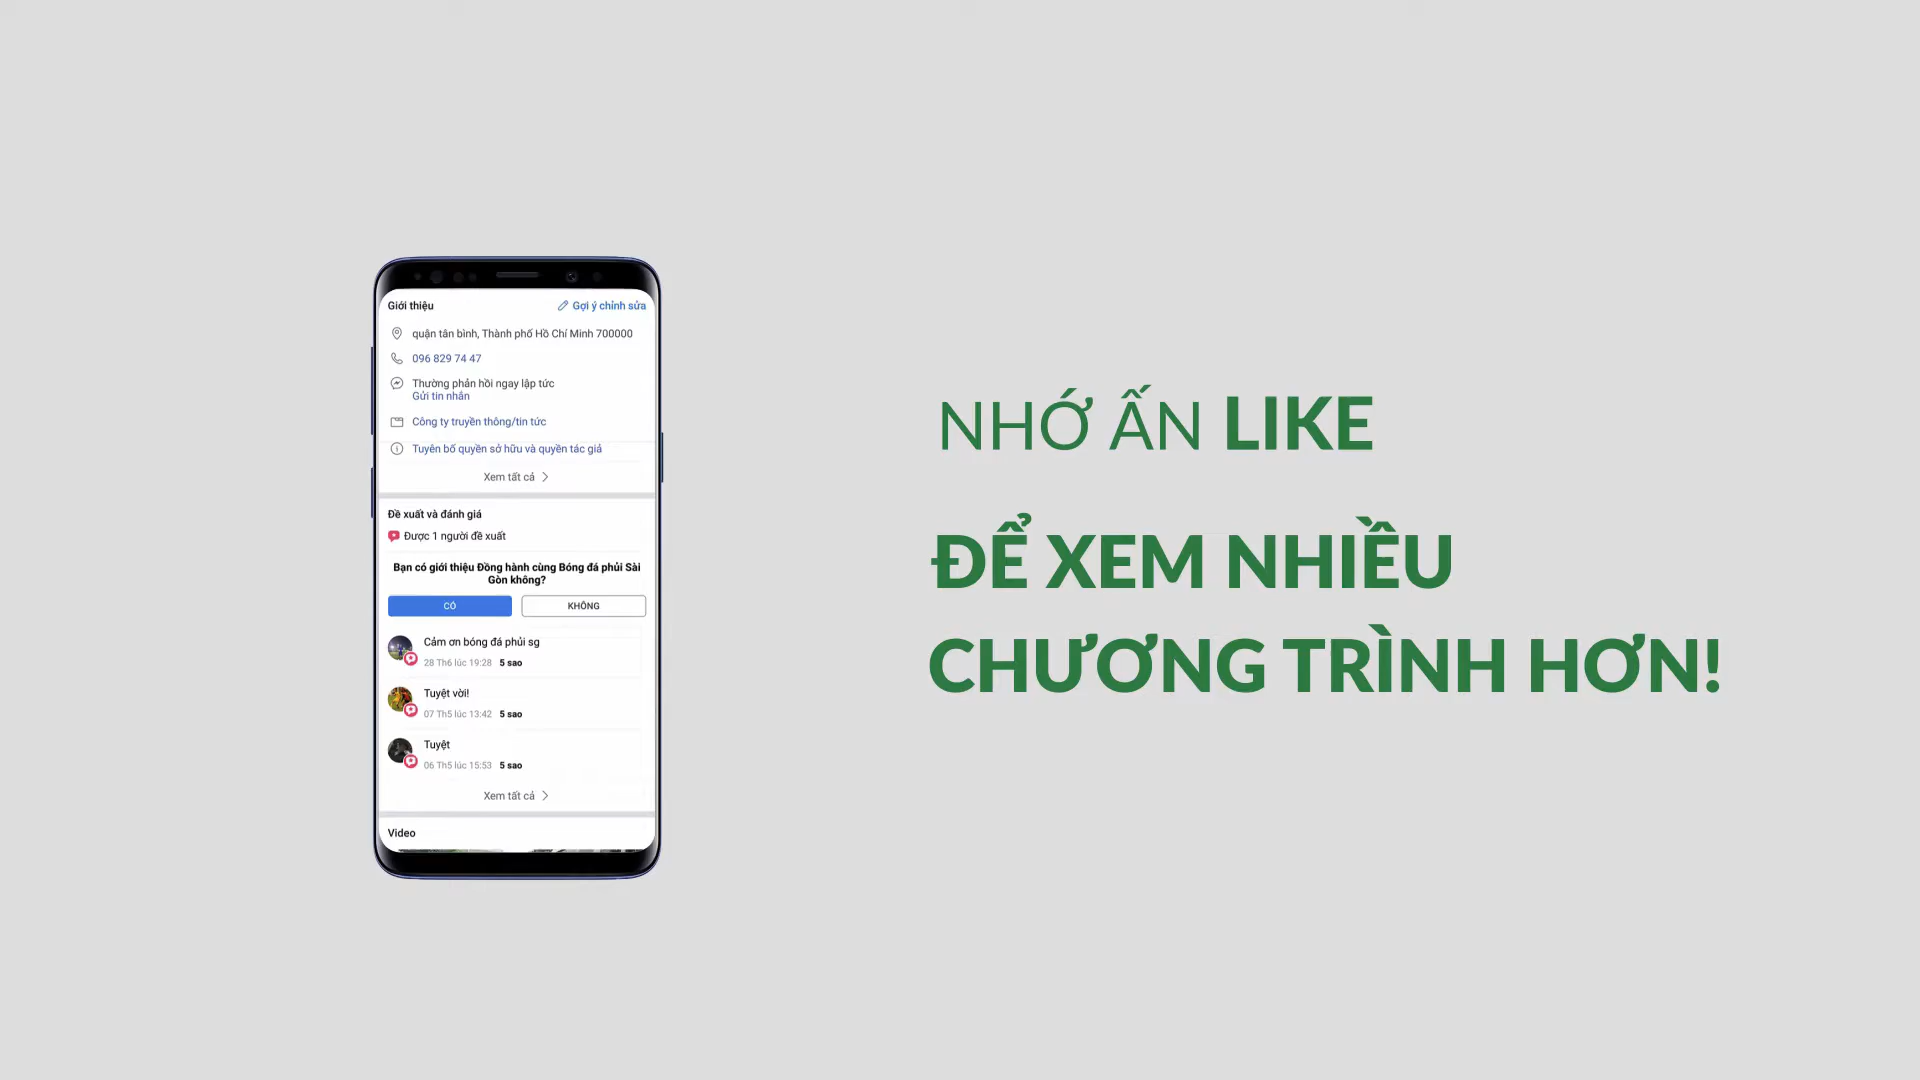 Giới thiệu
Gợi ý chỉnh sửa
quận tân bình, Thành phố Hồ Chí Minh 700000
096 829 74 47
Thường phản hồi ngay lập tức
Gửi tin nhắn
Công ty truyền thông/tin tức
Tuyên bố quyền sở hữu và quyền tác giả
Xem tất cả
Đề xuất và đánh giá
Được 1 người đề xuất
Bạn có giới thiệu Đồng hành cùng Bóng đá phủi Sài
Gòn không?
CÓ
KHÔNG
Cảm ơn bóng đá phủi sg
28 Th6 lúc 19:28 5 sao
Tuyệt vời!
07 Th5 lúc 13:42 5 sao
Tuyệt
06 Th5 lúc 15:53 5 sao
Xem tất cả
Video
NHỚ ẤN LIKE
ĐỂ XEM NHIỀU
CHƯƠNG TRÌNH HƠN!